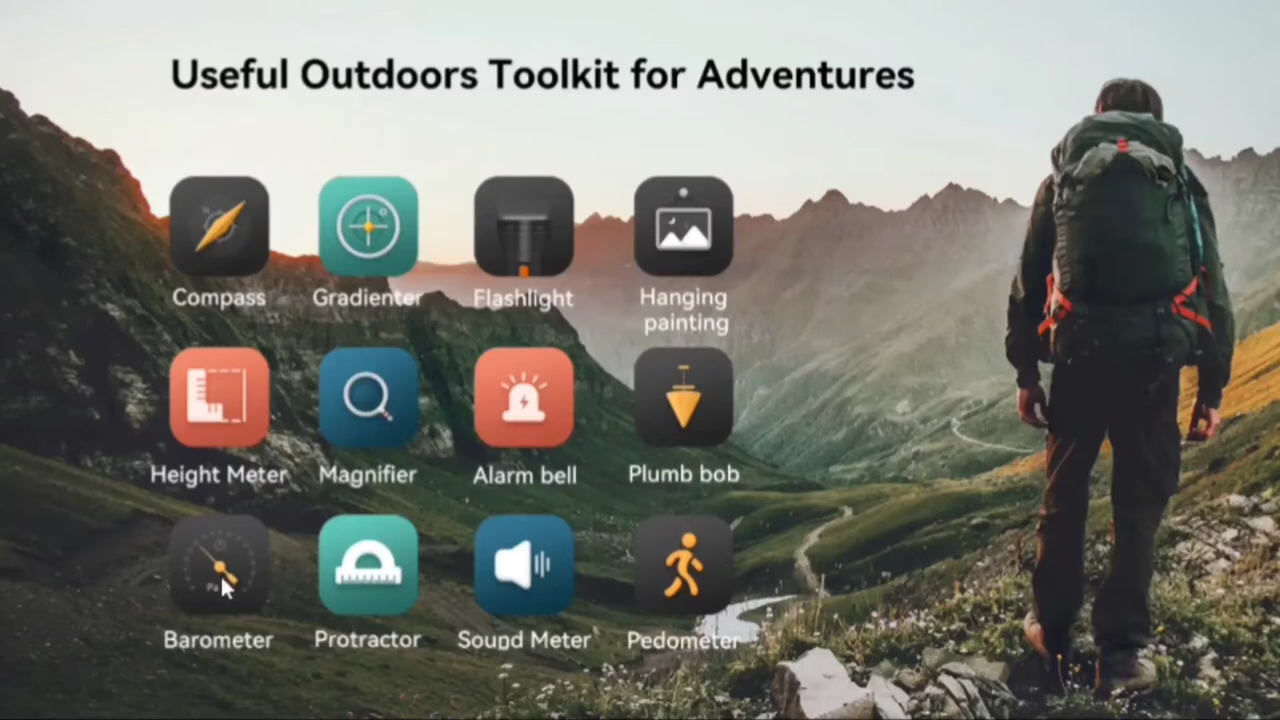 Useful Outdoors Toolkit for Adventures
Compass
Gradienter
Flashlight
Hanging
painting
Height Meter
Magnifier
Alarm bell
Plumb bob
Barometer
Protractor
Sound Meter
Pedometer